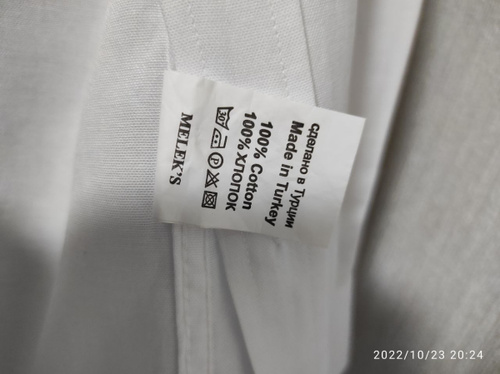 сделано в Турции
Made in Turkey
100% Cotton
100% ХЛОПОК
30°
P
MELEK'S
2022/10/23 20:24